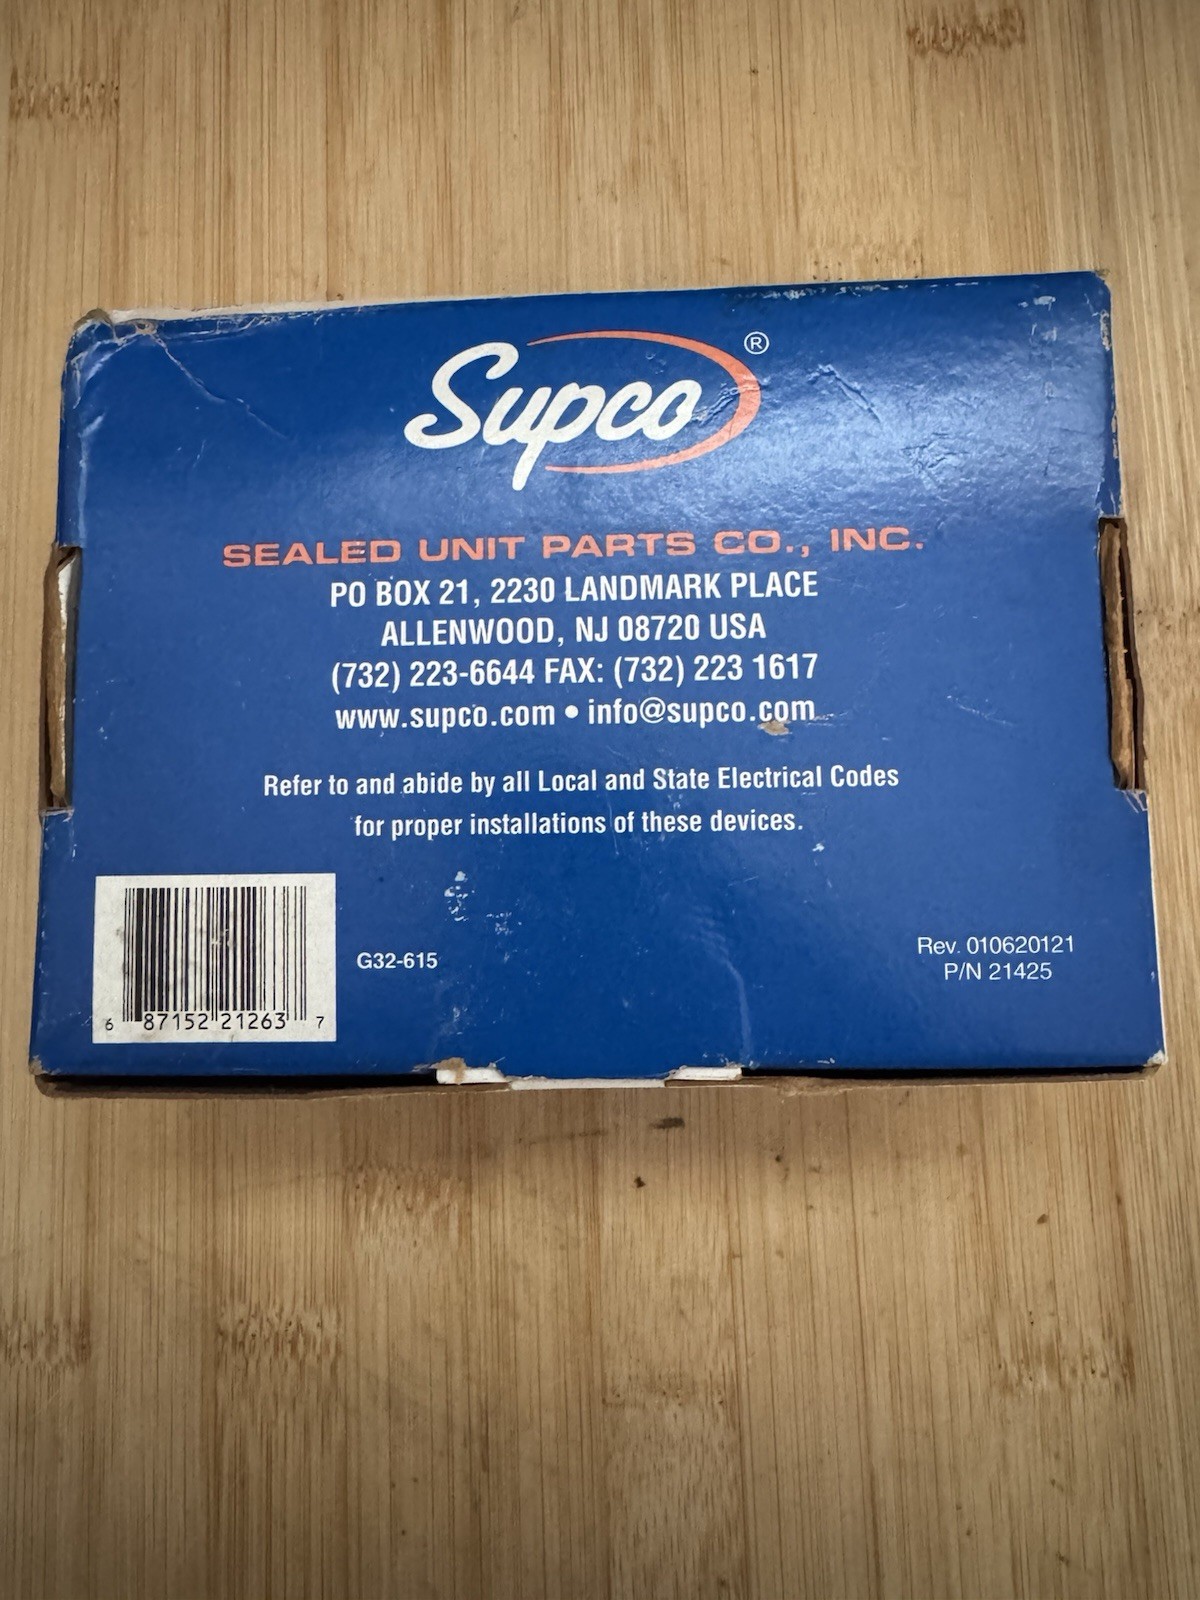 Supco®
SEALED UNIT PARTS CO., INC.
PO BOX 21, 2230 LANDMARK PLACE
ALLENWOOD, NJ 08720 USA
(732) 223-6644 FAX: (732) 223 1617
www.supco.com • info@supco.com
Refer to and abide by all Local and State Electrical Codes
for proper installations of these devices.
G32-615
Rev. 010620121
P/N 21425
6 87152 21263 7